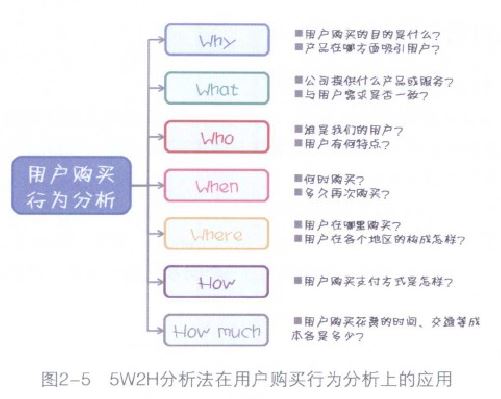 用户购买
行为分析
Why
■用户购买的目的是什么?
■产品在哪方面吸引用户?
What
■公司提供什么产品或服务?
■与用户需求是否一致?
Who
■谁是我们的用户?
■用户有何特点?
When
■何时购买?
■多久再次购买?
Where
■用户在哪里购买?
■用户在各个地区的构成怎样?
How
■用户购买支付方式是怎样?
How much
■用户购买花费的时间、交通等成
本各是多少?
图2-5 5W2H分析法在用户购买行为分析上的应用